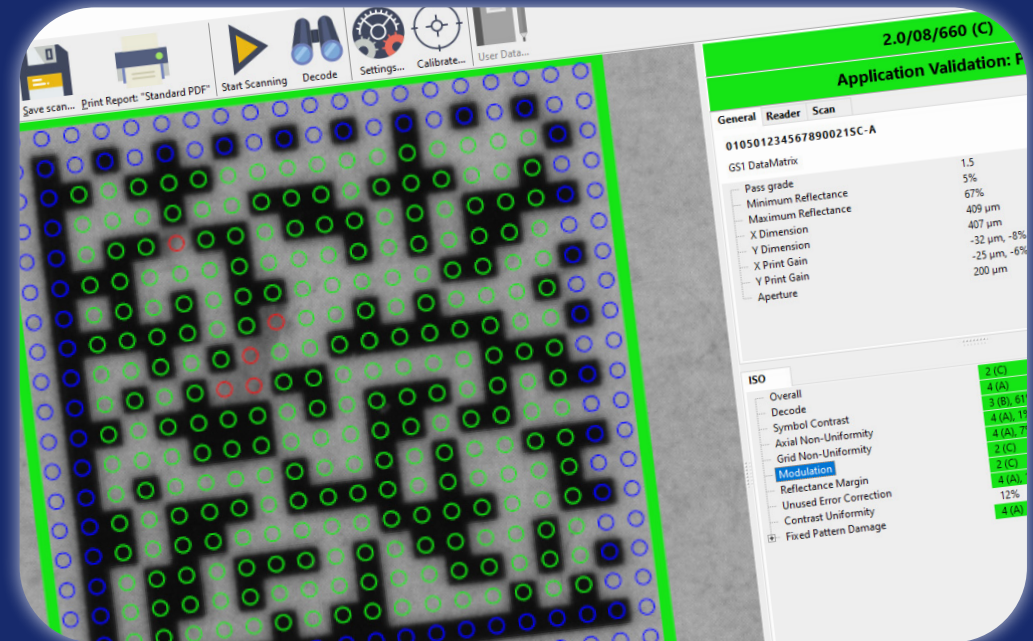 Save scan...
Print Report: "Standard PDF"
Start Scanning
Decode
Settings...
Calibrate...
User Data...
2.0/08/660 (C)
Application Validation:
General Reader Scan
010501234567890021SC-A
GS1 DataMatrix
Pass grade 1.5
Minimum Reflectance 5%
Maximum Reflectance 67%
X Dimension 409 µm
Y Dimension 407 µm
X Print Gain -32 µm, -8%
Y Print Gain -25 µm, -6%
Aperture 200 µm
ISO
Overall 2 (C)
Decode 4 (A)
Symbol Contrast 3 (B), 61
Axial Non-Uniformity 4 (A), 1%
Grid Non-Uniformity 4 (A), 7%
Modulation 2 (C)
Reflectance Margin 2 (C)
Unused Error Correction 4 (A),
Contrast Uniformity 12%
Fixed Pattern Damage 4 (A)